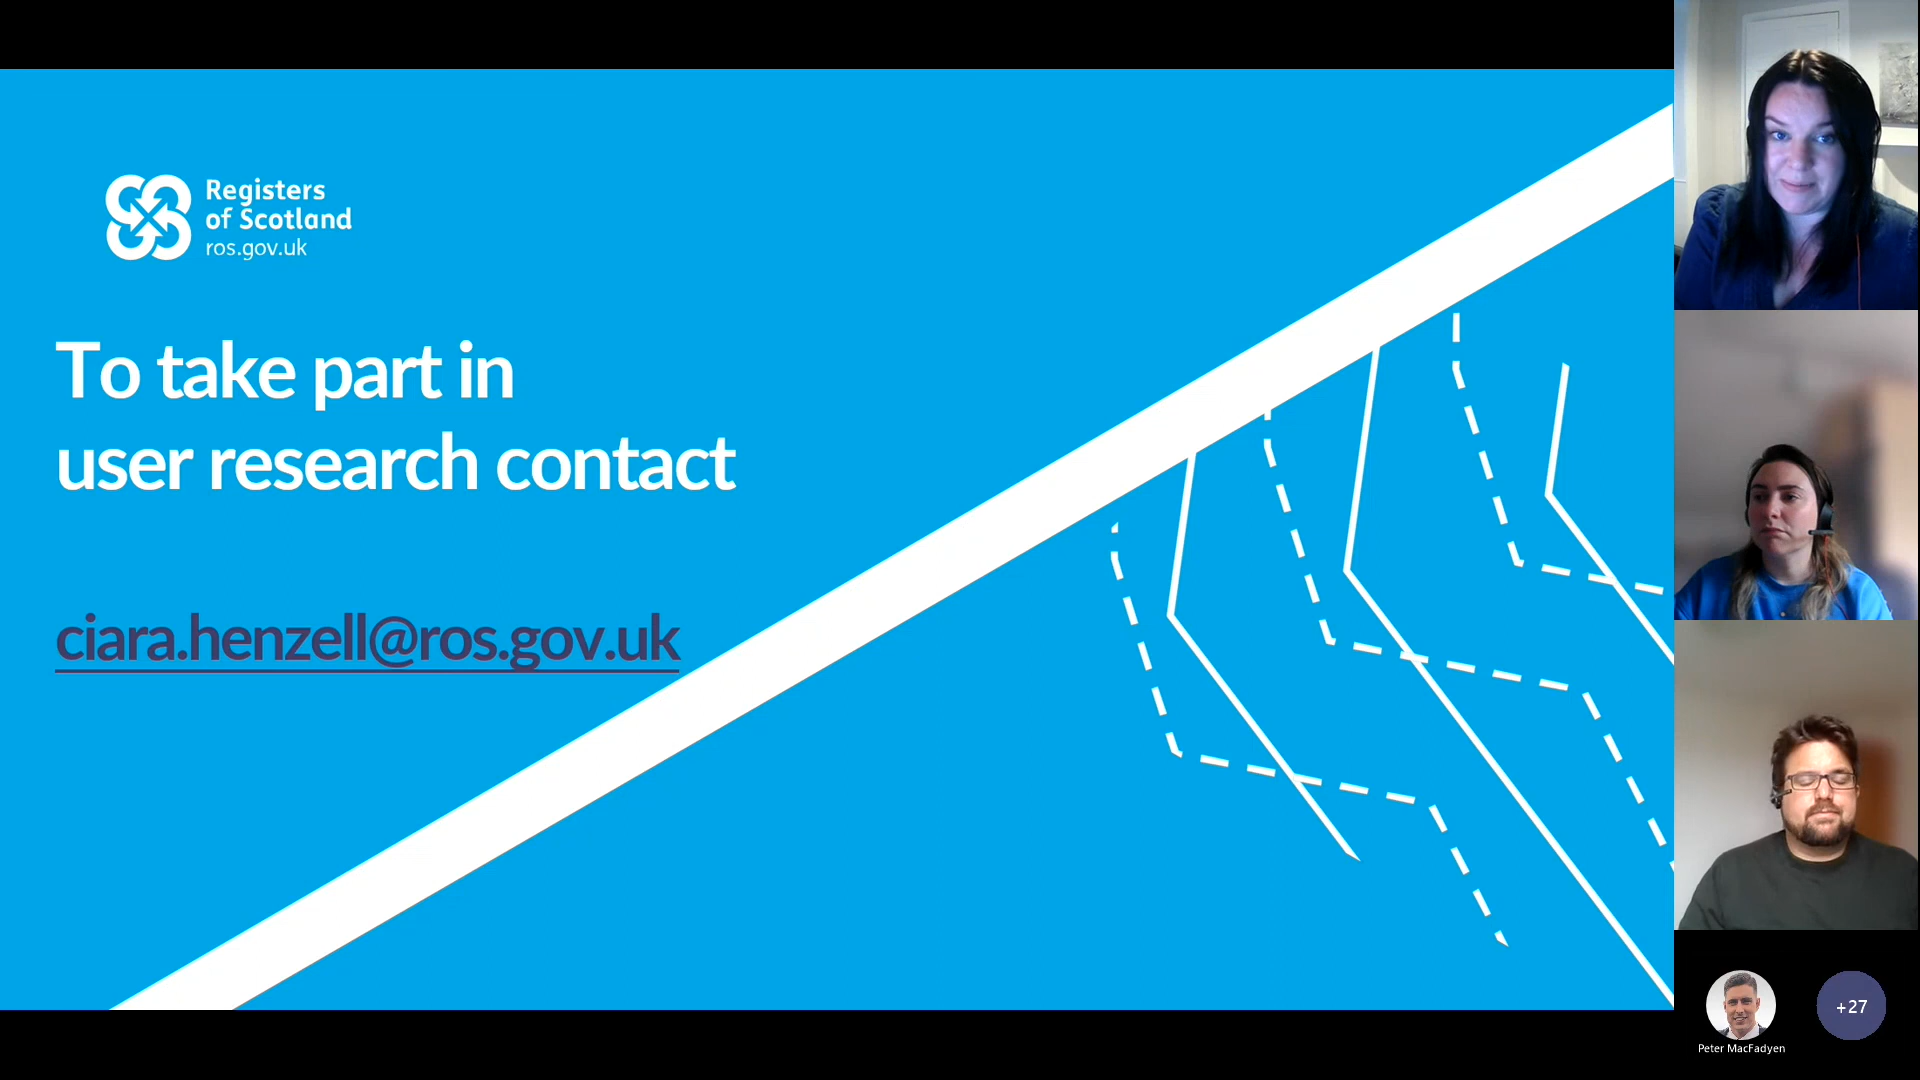 Registers
of Scotland
ros.gov.uk
To take part in
user research contact
ciara.henzell@ros.gov.uk
Peter MacFadyen
+27